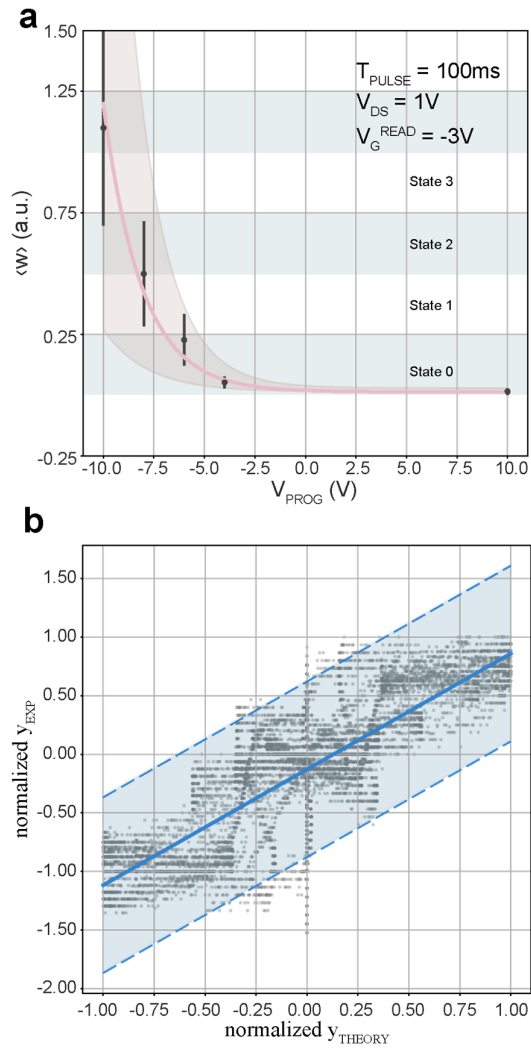 a
1.50
1.25
0.75
0.25
-0.25
⟨w⟩ (a.u.)
T_PULSE = 100ms
V_DS = 1V
V_G^READ = -3V
State 3
State 2
State 1
State 0
-10.0 -7.5 -5.0 -2.5 0.0 2.5 5.0 7.5 10.0
V_PROG (V)
b
1.50
1.00
0.50
0.00
-0.50
-1.00
-1.50
-2.00
normalized y_EXP
-1.00 -0.75 -0.50 -0.25 0.00 0.25 0.50 0.75 1.00
normalized y_THEORY